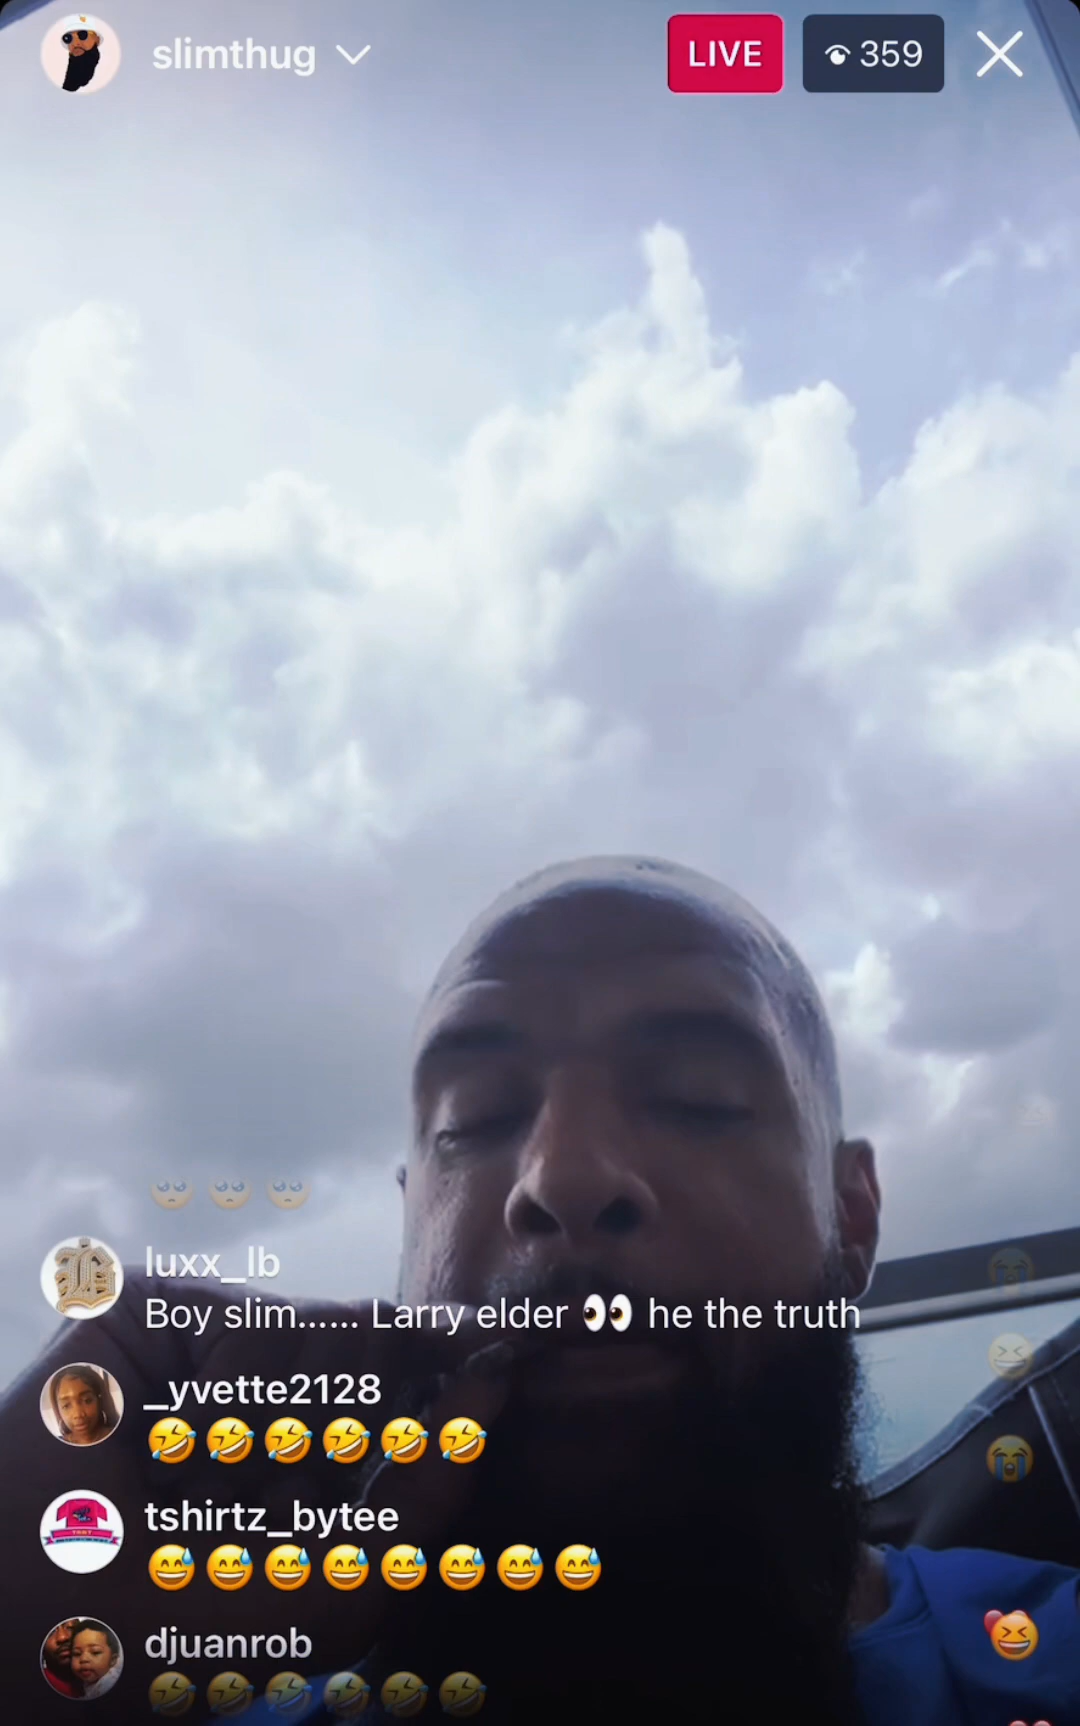 slimthug
LIVE 359
🥺 🥺 🥺
luxx_lb
Boy slim...... Larry elder 👀 he the truth
_yvette2128
🤣🤣🤣🤣🤣🤣
tshirtz_bytee
😅😅😅😅😅😅😅😅
djuanrob
🤣🤣🤣🤣🤣🤣